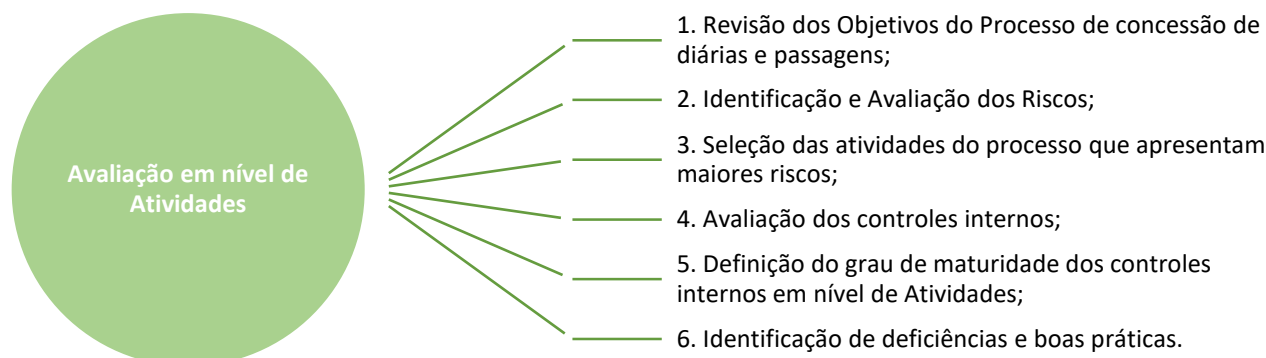 Avaliação em nível de
Atividades
1. Revisão dos Objetivos do Processo de concessão de
diárias e passagens;
2. Identificação e Avaliação dos Riscos;
3. Seleção das atividades do processo que apresentam
maiores riscos;
4. Avaliação dos controles internos;
5. Definição do grau de maturidade dos controles
internos em nível de Atividades;
6. Identificação de deficiências e boas práticas.